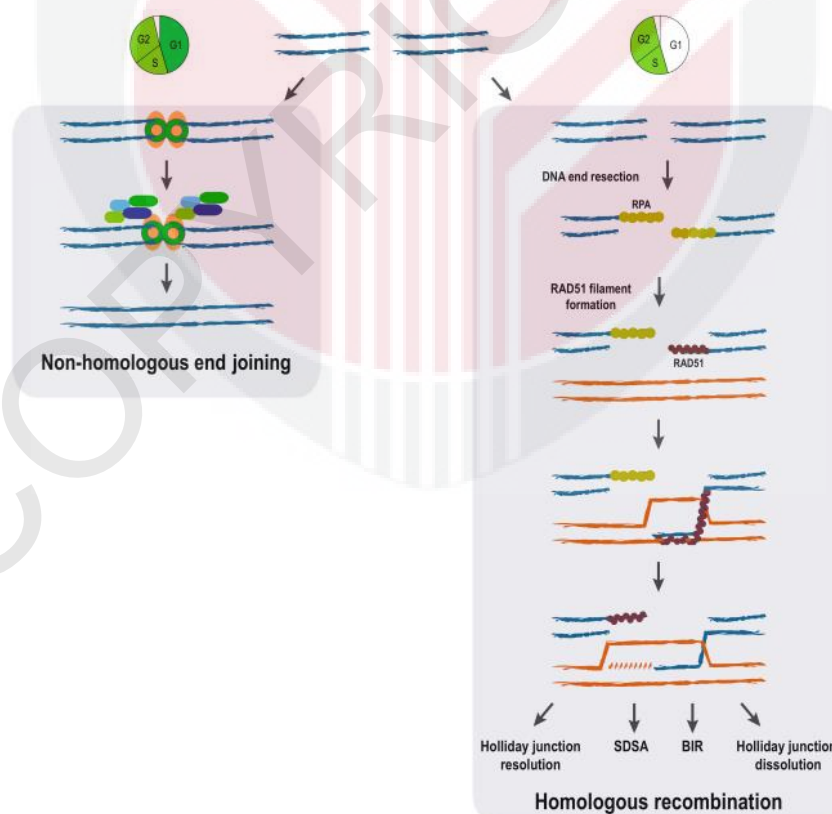 G2
G1
S
G2
G1
S
DNA end resection
RPA
RAD51 filament
formation
RAD51
Non-homologous end joining
Holliday junction
resolution
SDSA
BIR
Holliday junction
dissolution
Homologous recombination
COPYRIG